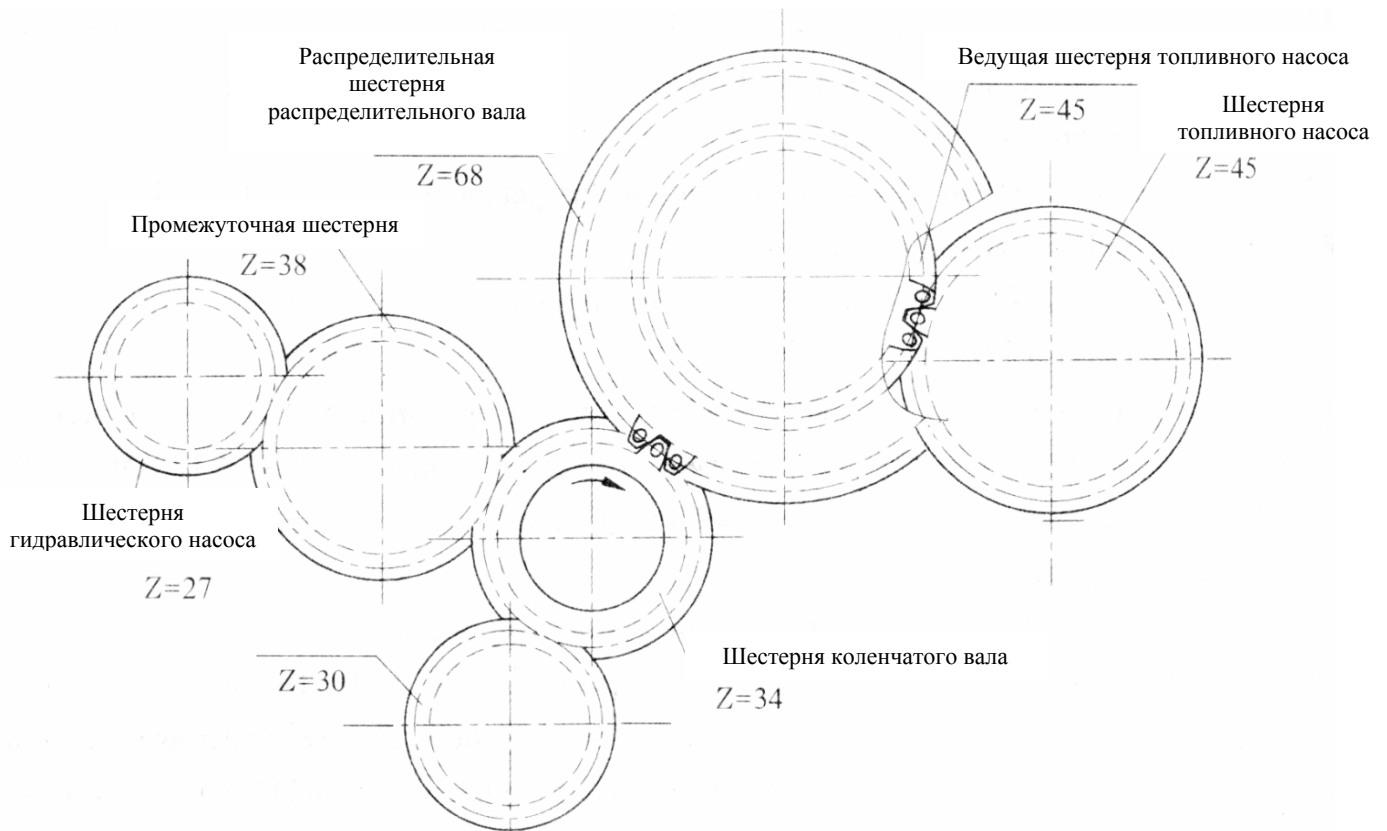 Распределительная
шестерня
распределительного вала
Z=68
Ведущая шестерня топливного насоса
Z=45
Шестерня
топливного насоса
Z=45
Промежуточная шестерня
Z=38
Шестерня
гидравлического насоса
Z=27
Z=30
Шестерня коленчатого вала
Z=34